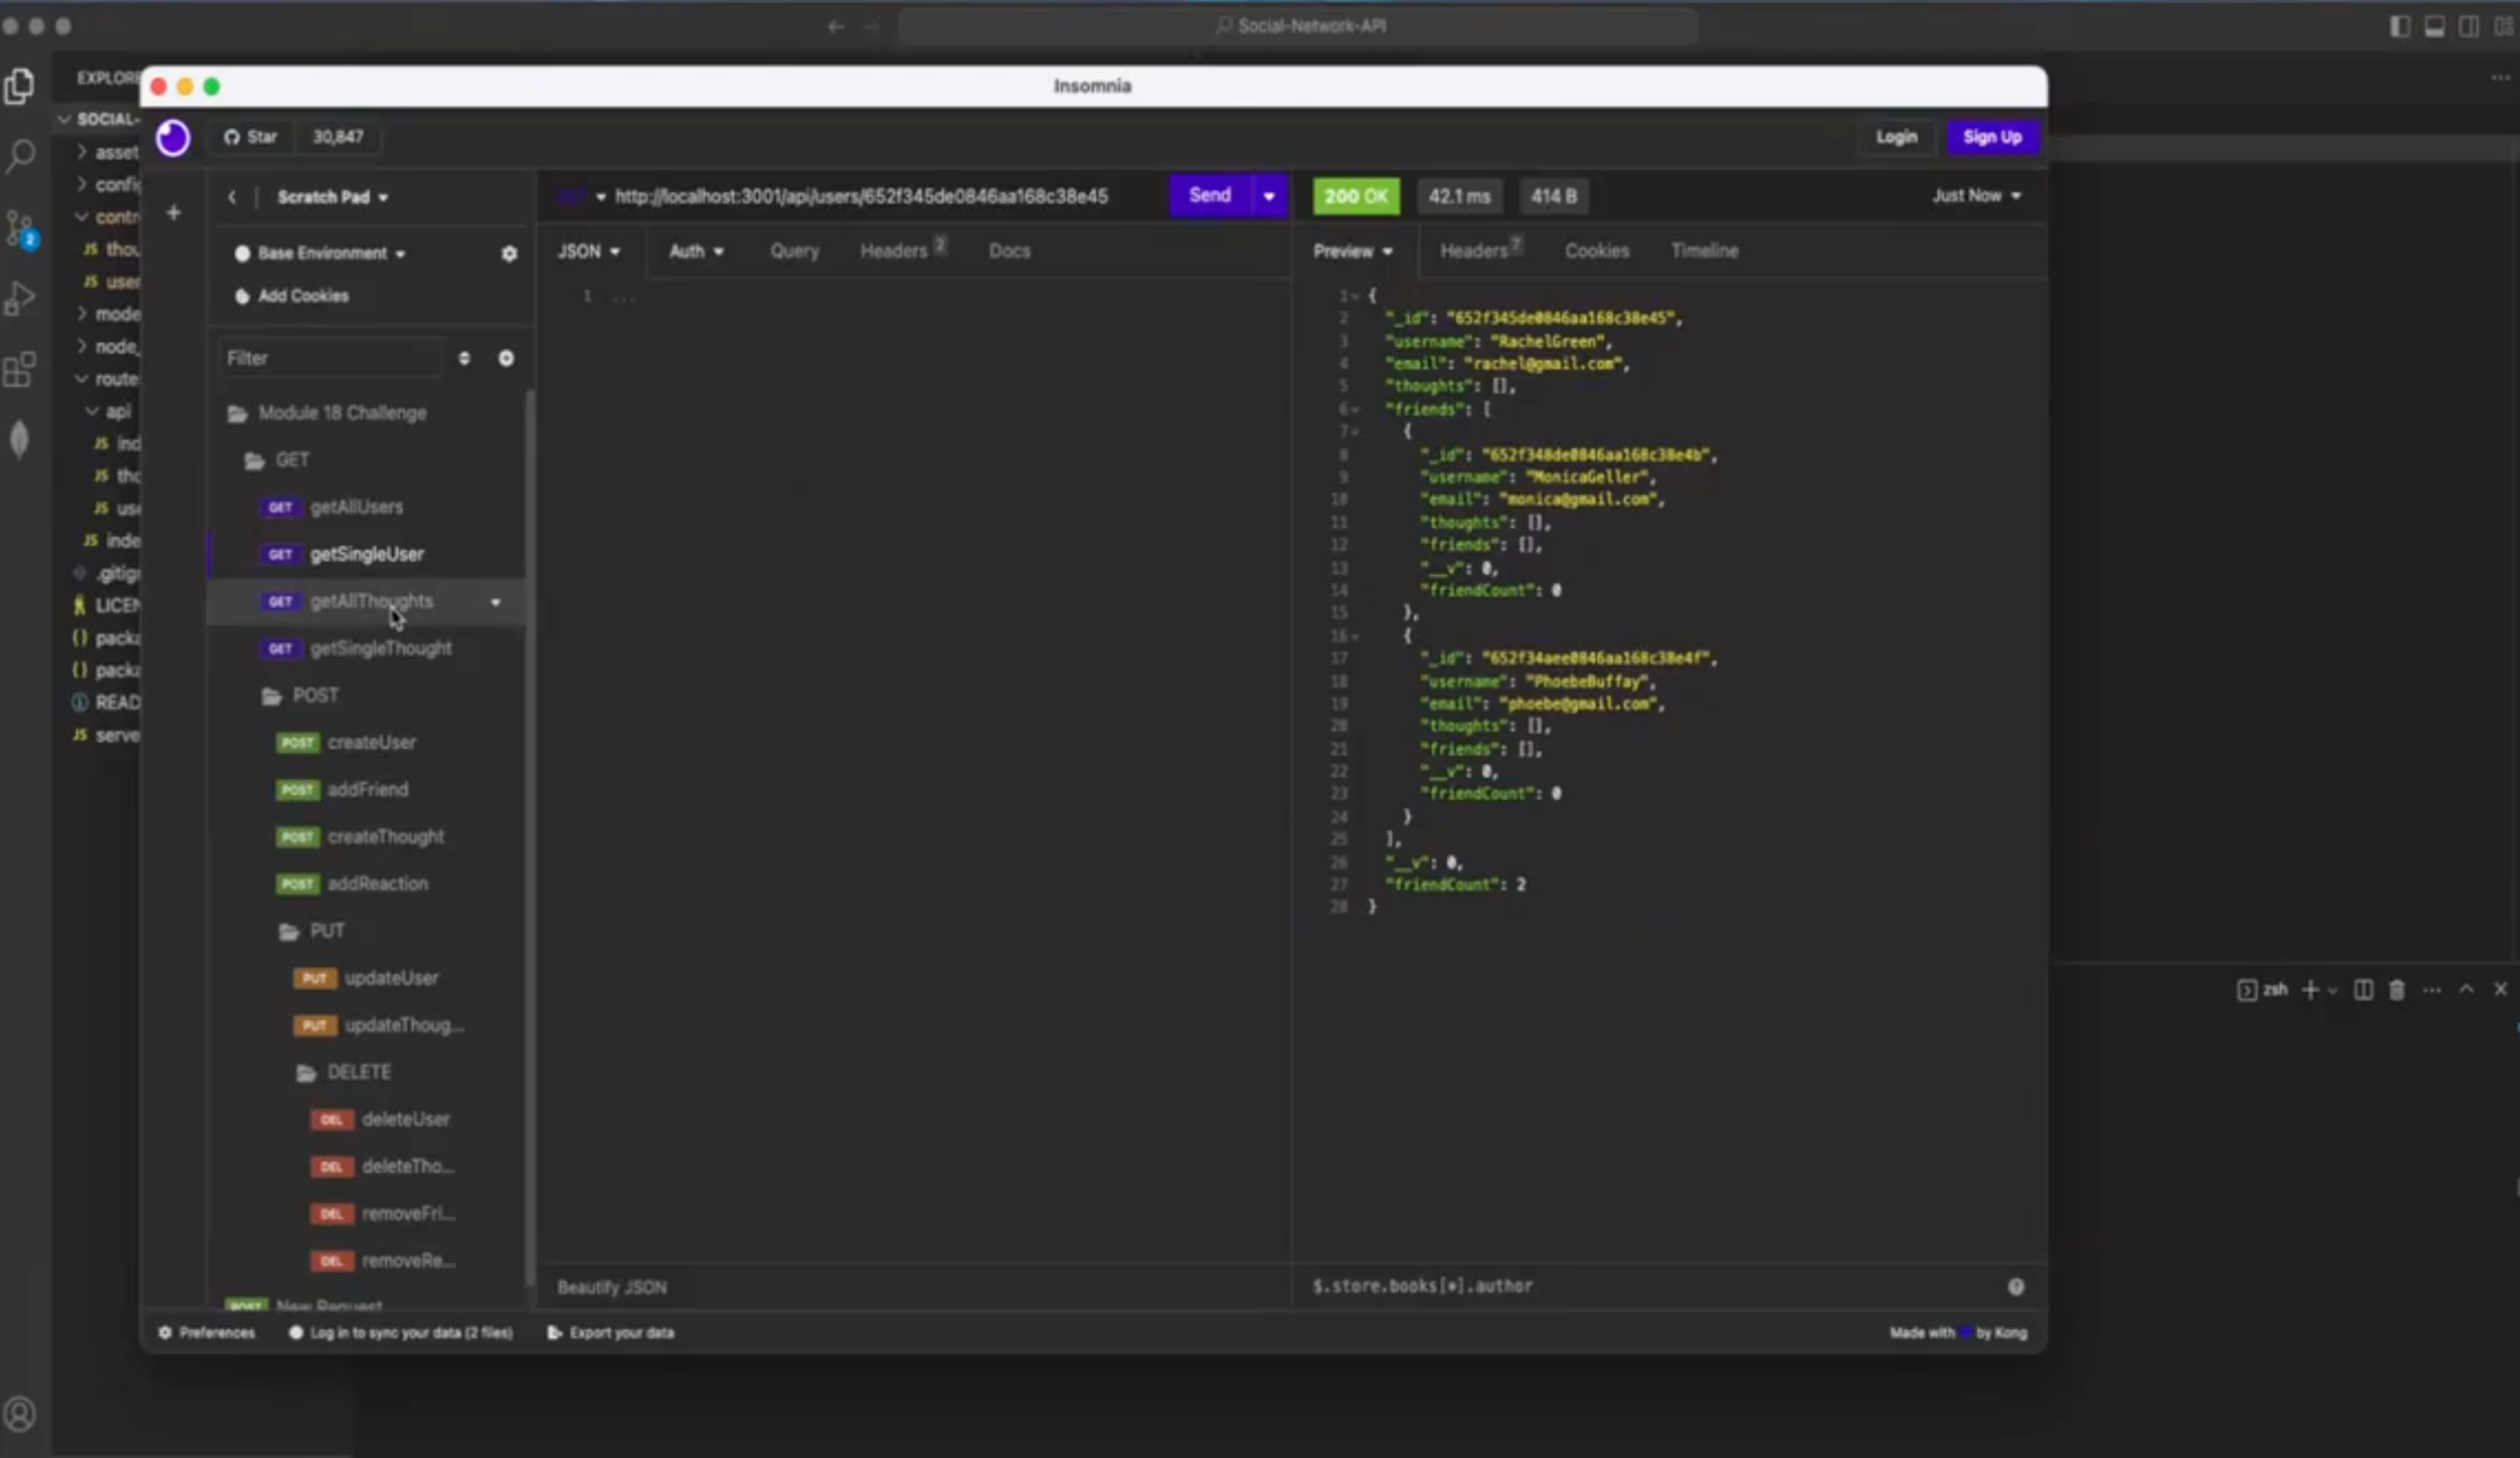 Social-Network-API
EXPLORE
Insomnia
SOCIAL-
asset
config
contr
JS thou
JS user
mode
node_
route
api
JS ind
JS tho
JS use
JS inde
.gitigr
LICEN
{} packa
{} packa
READ
JS serve
2
Star 30,847
Login Sign Up
Scratch Pad
Base Environment
Add Cookies
Filter
Module 18 Challenge
GET
GET getAllUsers
GET getSingleUser
GET getAllThoughts
GET getSingleThought
POST
POST createUser
POST addFriend
POST createThought
POST addReaction
PUT
PUT updateUser
PUT updateThoug...
DELETE
DEL deleteUser
DEL deleteTho...
DEL removeFri...
DEL removeRe...
POST New Request
GET http://localhost:3001/api/users/652f345de0846aa168c38e45 Send
JSON Auth Query Headers 2 Docs
1 ...
Beautify JSON
200 OK 42.1 ms 414 B Just Now
Preview Headers 7 Cookies Timeline
1 {
2 "_id": "652f345de0846aa168c38e45",
3 "username": "RachelGreen",
4 "email": "rachel@gmail.com",
5 "thoughts": [],
6 "friends": [
7 {
8 "_id": "652f348de0846aa168c38e4b",
9 "username": "MonicaGeller",
10 "email": "monica@gmail.com",
11 "thoughts": [],
12 "friends": [],
13 "__v": 0,
14 "friendCount": 0
15 },
16 {
17 "_id": "652f34aee0846aa168c38e4f",
18 "username": "PhoebeBuffay",
19 "email": "phoebe@gmail.com",
20 "thoughts": [],
21 "friends": [],
22 "__v": 0,
23 "friendCount": 0
24 }
25 ],
26 "__v": 0,
27 "friendCount": 2
28 }
$.store.books[*].author
Preferences Log in to sync your data (2 files) Export your data Made with by Kong
zsh